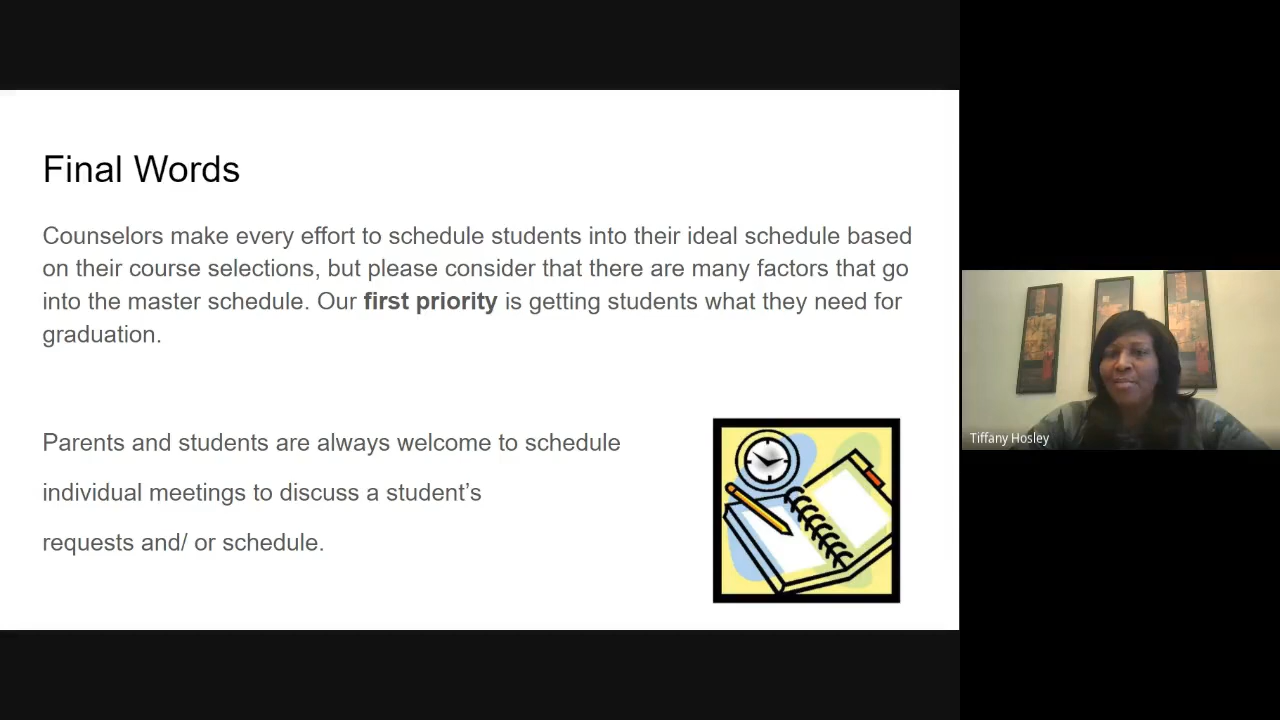 Final Words
Counselors make every effort to schedule students into their ideal schedule based
on their course selections, but please consider that there are many factors that go
into the master schedule. Our first priority is getting students what they need for
graduation.
Parents and students are always welcome to schedule
individual meetings to discuss a student’s
requests and/ or schedule.
Tiffany Hosley